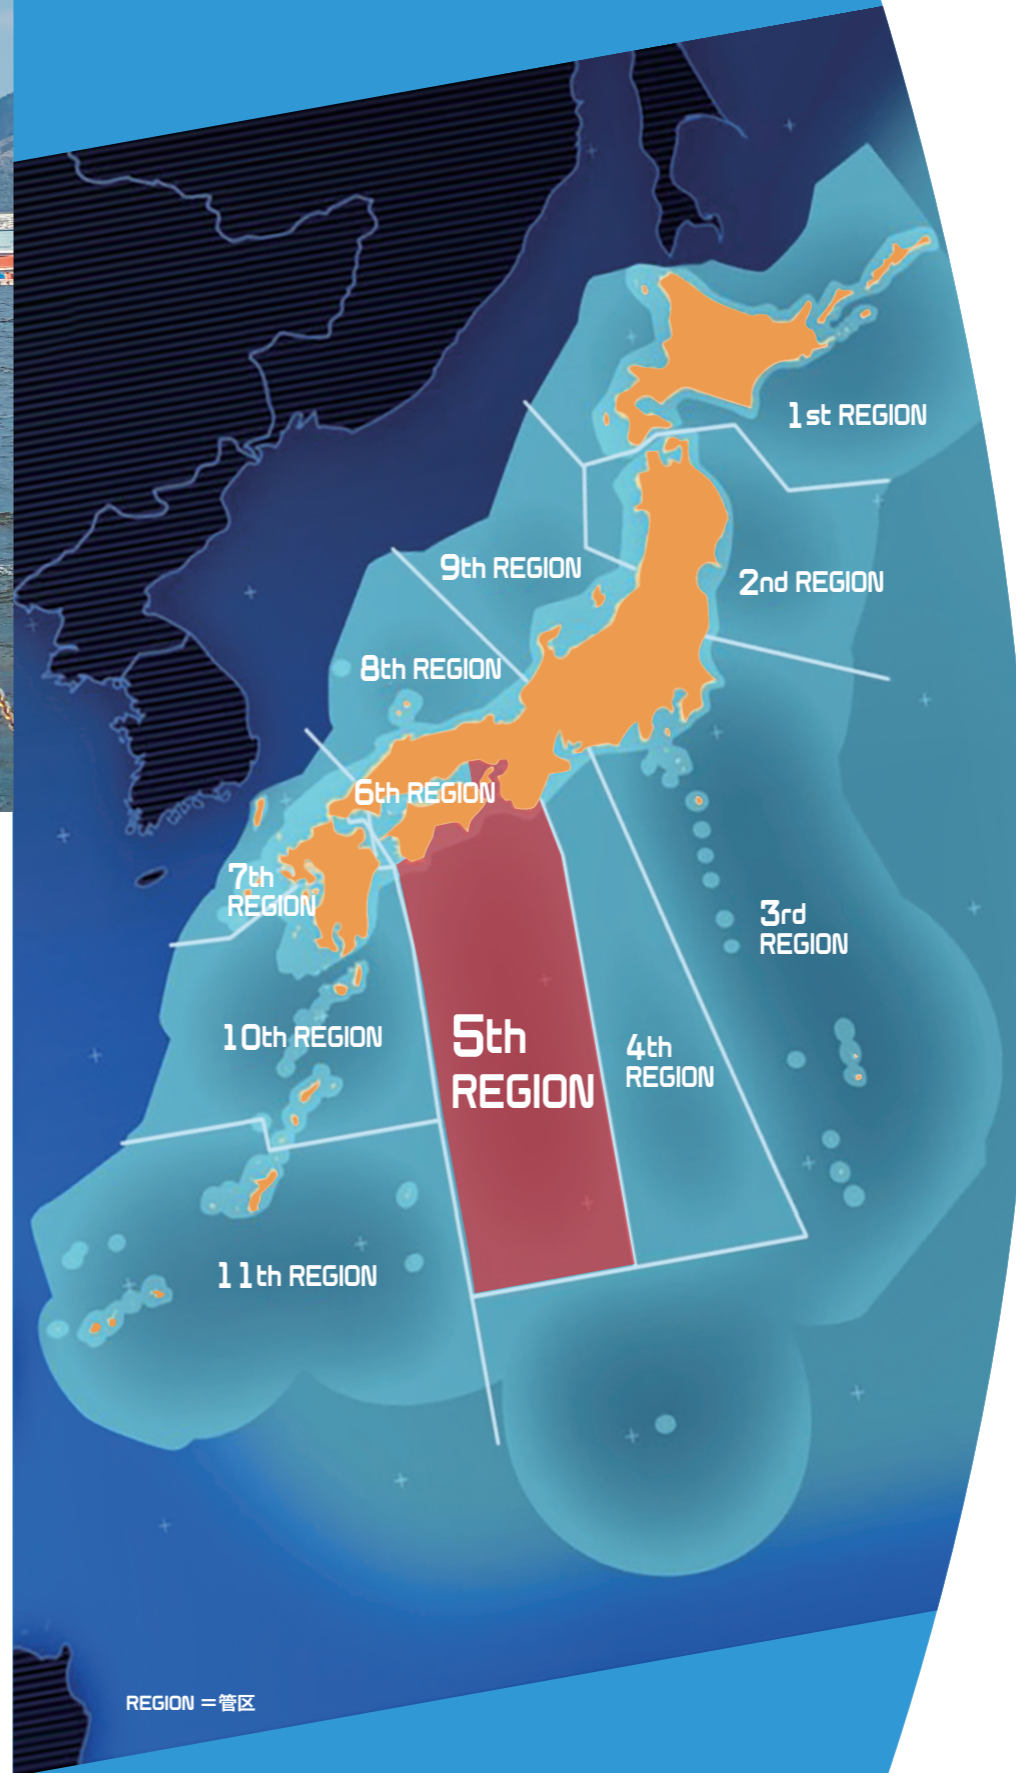 1st REGION
9th REGION
2nd REGION
8th REGION
6th REGION
7th
REGION
3rd
REGION
10th REGION
5th
REGION
4th
REGION
11th REGION
REGION =管区